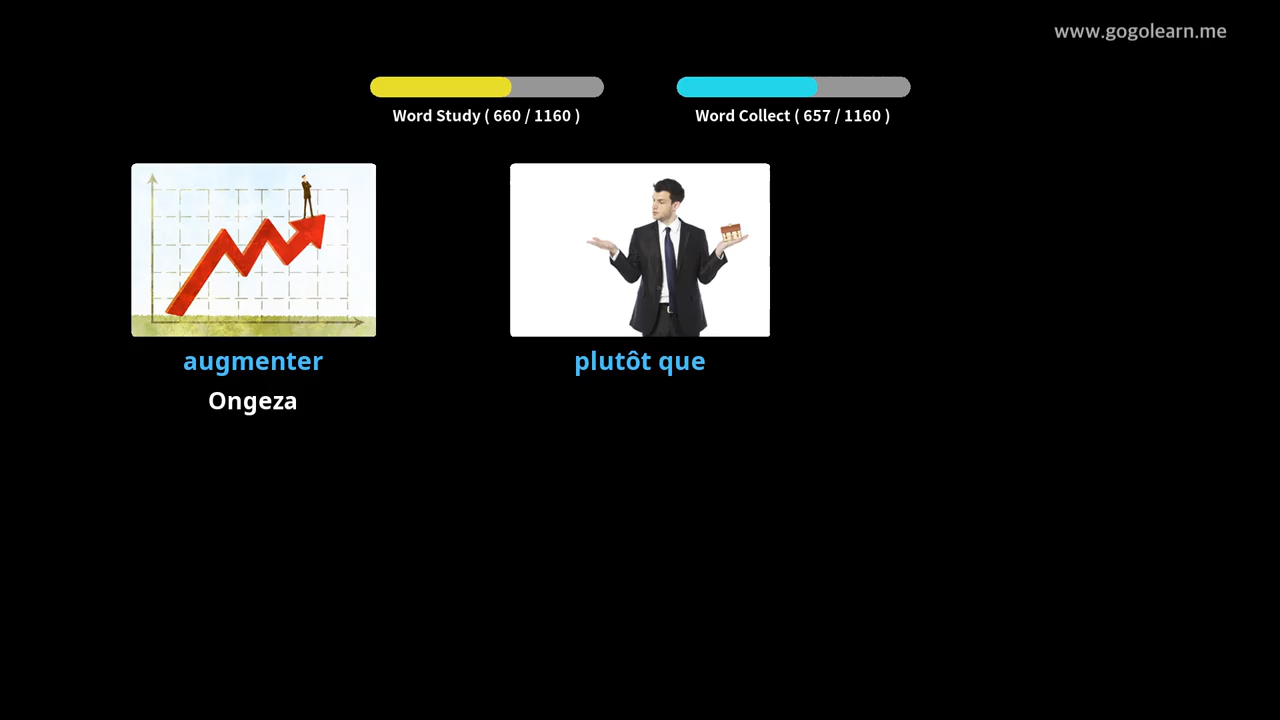 www.gogolearn.me
Word Study ( 660 / 1160 )
Word Collect ( 657 / 1160 )
augmenter
Ongeza
plutôt que